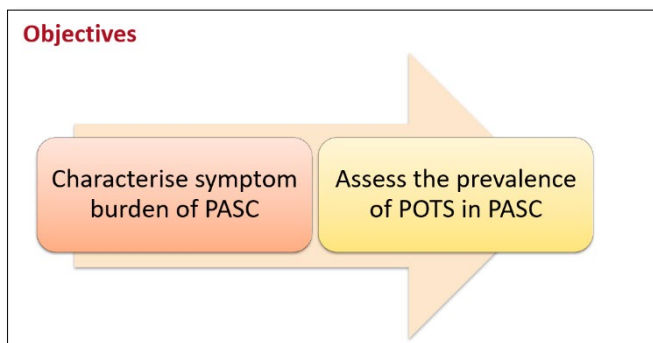 Objectives
Characterise symptom
burden of PASC
Assess the prevalence
of POTS in PASC